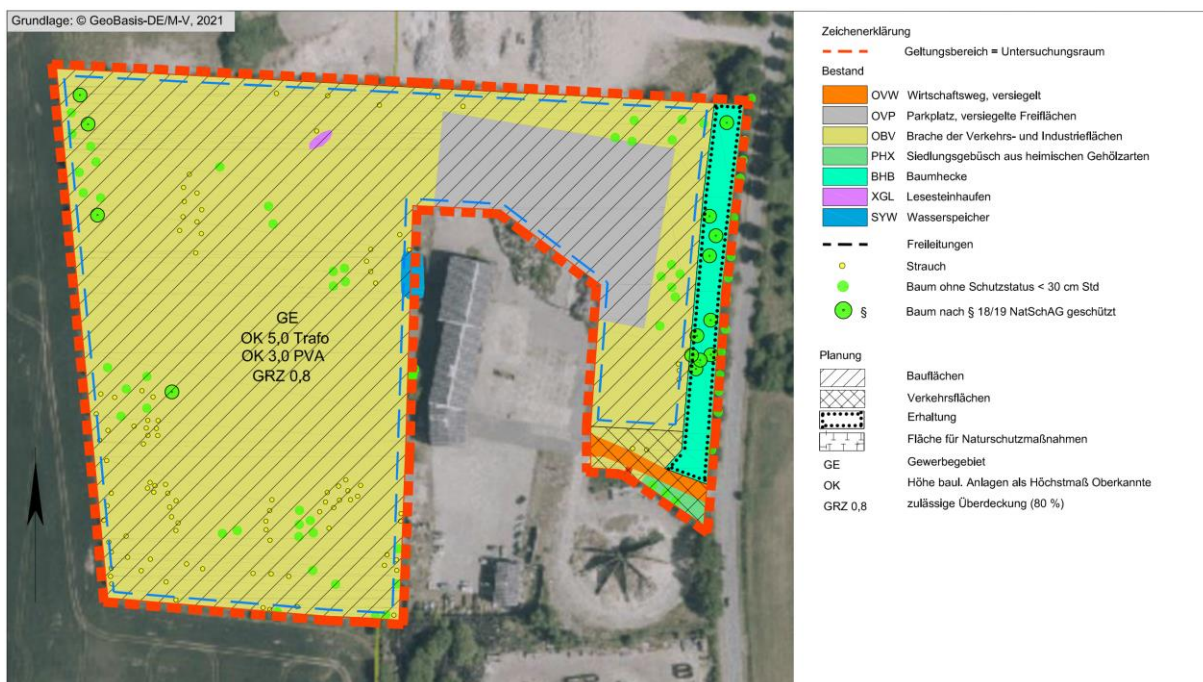 Grundlage: © GeoBasis-DE/M-V, 2021
GE
OK 5,0 Trafo
OK 3,0 PVA
GRZ 0,8
Zeichenerklärung
Geltungsbereich = Untersuchungsraum
Bestand
OVW Wirtschaftsweg, versiegelt
OVP Parkplatz, versiegelte Freiflächen
OBV Brache der Verkehrs- und Industrieflächen
PHX Siedlungsgebüsch aus heimischen Gehölzarten
BHB Baumhecke
XGL Lesesteinhaufen
SYW Wasserspeicher
Freileitungen
Strauch
Baum ohne Schutzstatus < 30 cm Std
§ Baum nach § 18/19 NatSchAG geschützt
Planung
Bauflächen
Verkehrsflächen
Erhaltung
Fläche für Naturschutzmaßnahmen
GE Gewerbegebiet
OK Höhe baul. Anlagen als Höchstmaß Oberkannte
GRZ 0,8 zulässige Überdeckung (80 %)